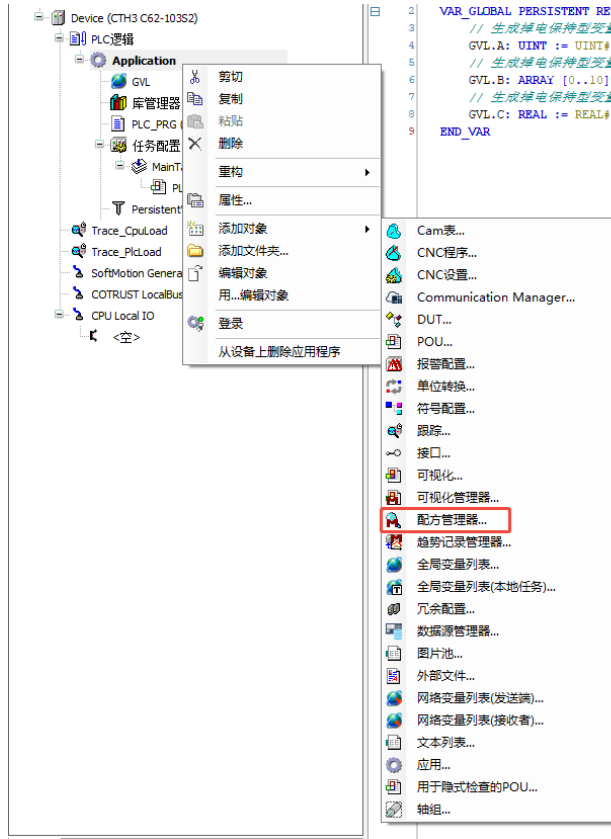 Device (CTH3 C62-103S2)
PLC逻辑
Application
GVL
库管理器
PLC_PRG (
任务配置
MainTa
PL
Persistent
Trace_CpuLoad
Trace_PlcLoad
SoftMotion Genera
COTRUST LocalBus
CPU Local IO
<空>
剪切
复制
粘贴
删除
重构
属性...
添加对象
添加文件夹...
编辑对象
用...编辑对象
登录
从设备上删除应用程序
Cam表...
CNC程序...
CNC设置...
Communication Manager...
DUT...
POU...
报警配置...
单位转换...
符号配置...
跟踪...
接口...
可视化...
可视化管理器...
配方管理器...
趋势记录管理器...
全局变量列表...
全局变量列表(本地任务)...
冗余配置...
数据源管理器...
图片池...
外部文件...
网络变量列表(发送端)...
网络变量列表(接收者)...
文本列表...
应用...
用于隐式检查的POU...
轴组...
2 VAR_GLOBAL PERSISTENT RE
3 // 生成掉电保持型变量
4 GVL.A: UINT := UINT#
5 // 生成掉电保持型变量
6 GVL.B: ARRAY [0..10]
7 // 生成掉电保持型变量
8 GVL.C: REAL := REAL#
9 END_VAR